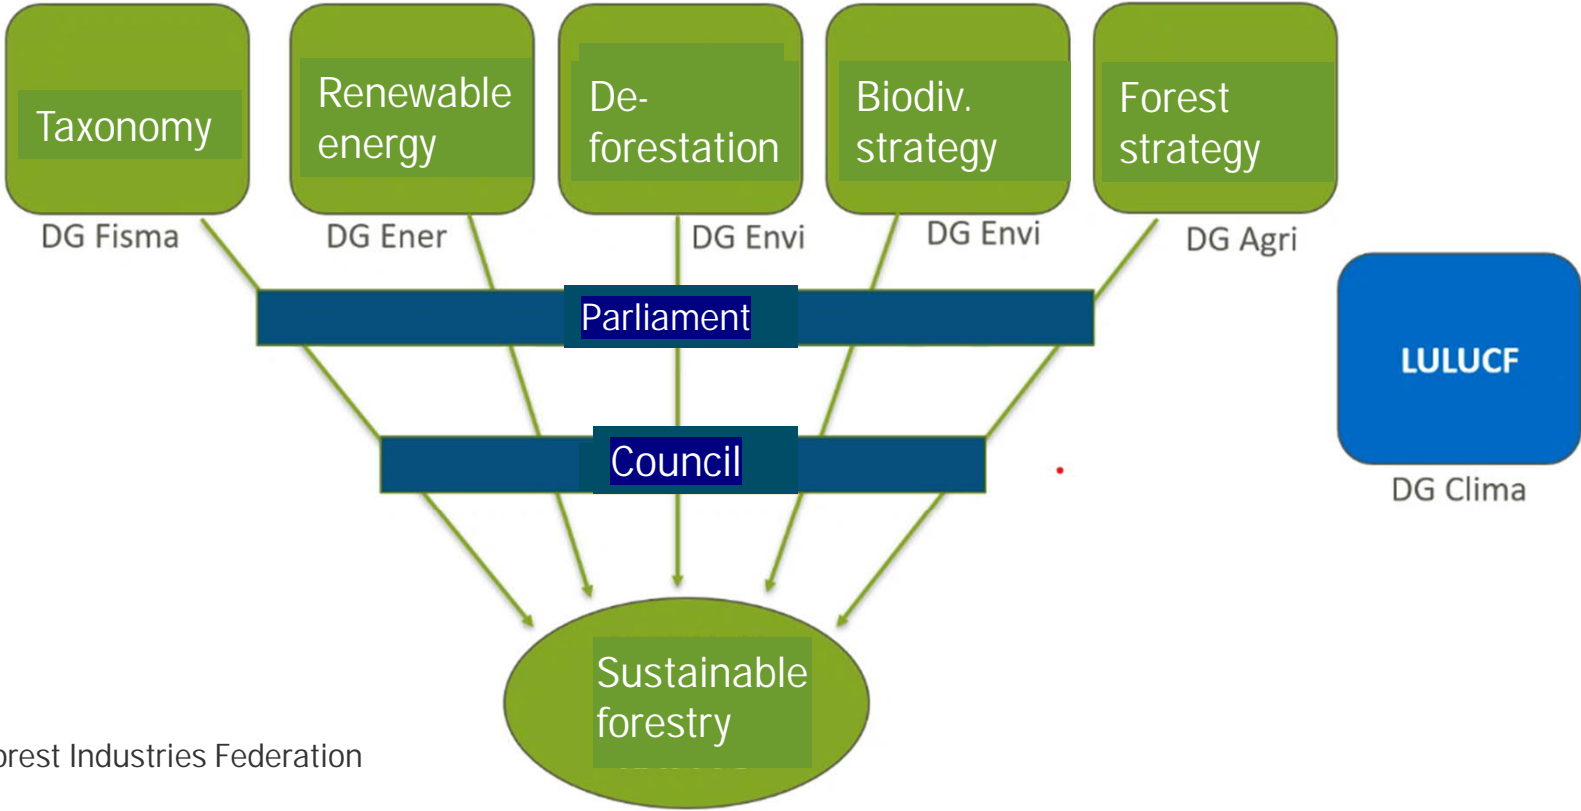 Taxonomy
Renewable
energy
De-
forestation
Biodiv.
strategy
Forest
strategy
DG Fisma
DG Ener
DG Envi
DG Envi
DG Agri
Parliament
LULUCF
Council
DG Clima
Sustainable
forestry
Industries Federation